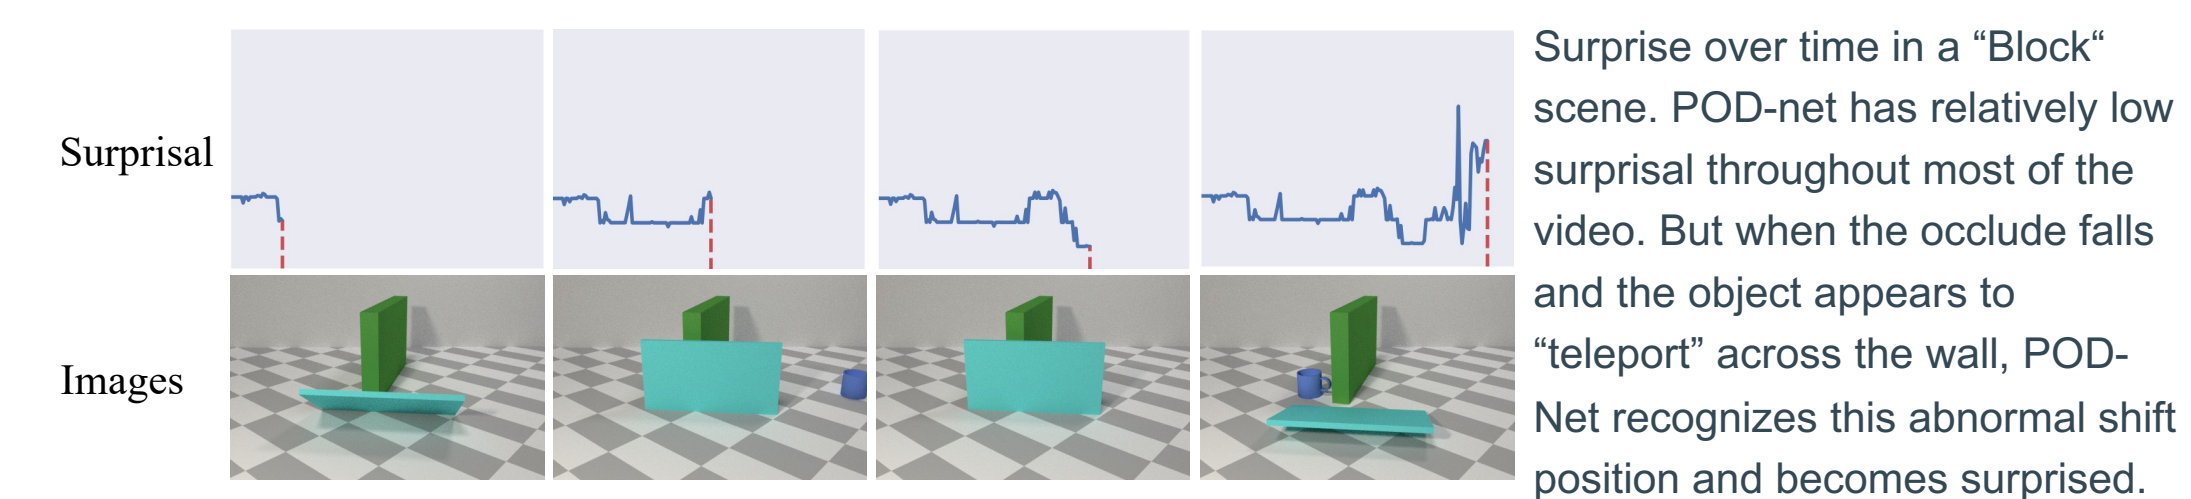 Surprisal
Images
Surprise over time in a “Block“
scene. POD-net has relatively low
surprisal throughout most of the
video. But when the occlude falls
and the object appears to
“teleport” across the wall, POD-
Net recognizes this abnormal shift
position and becomes surprised.